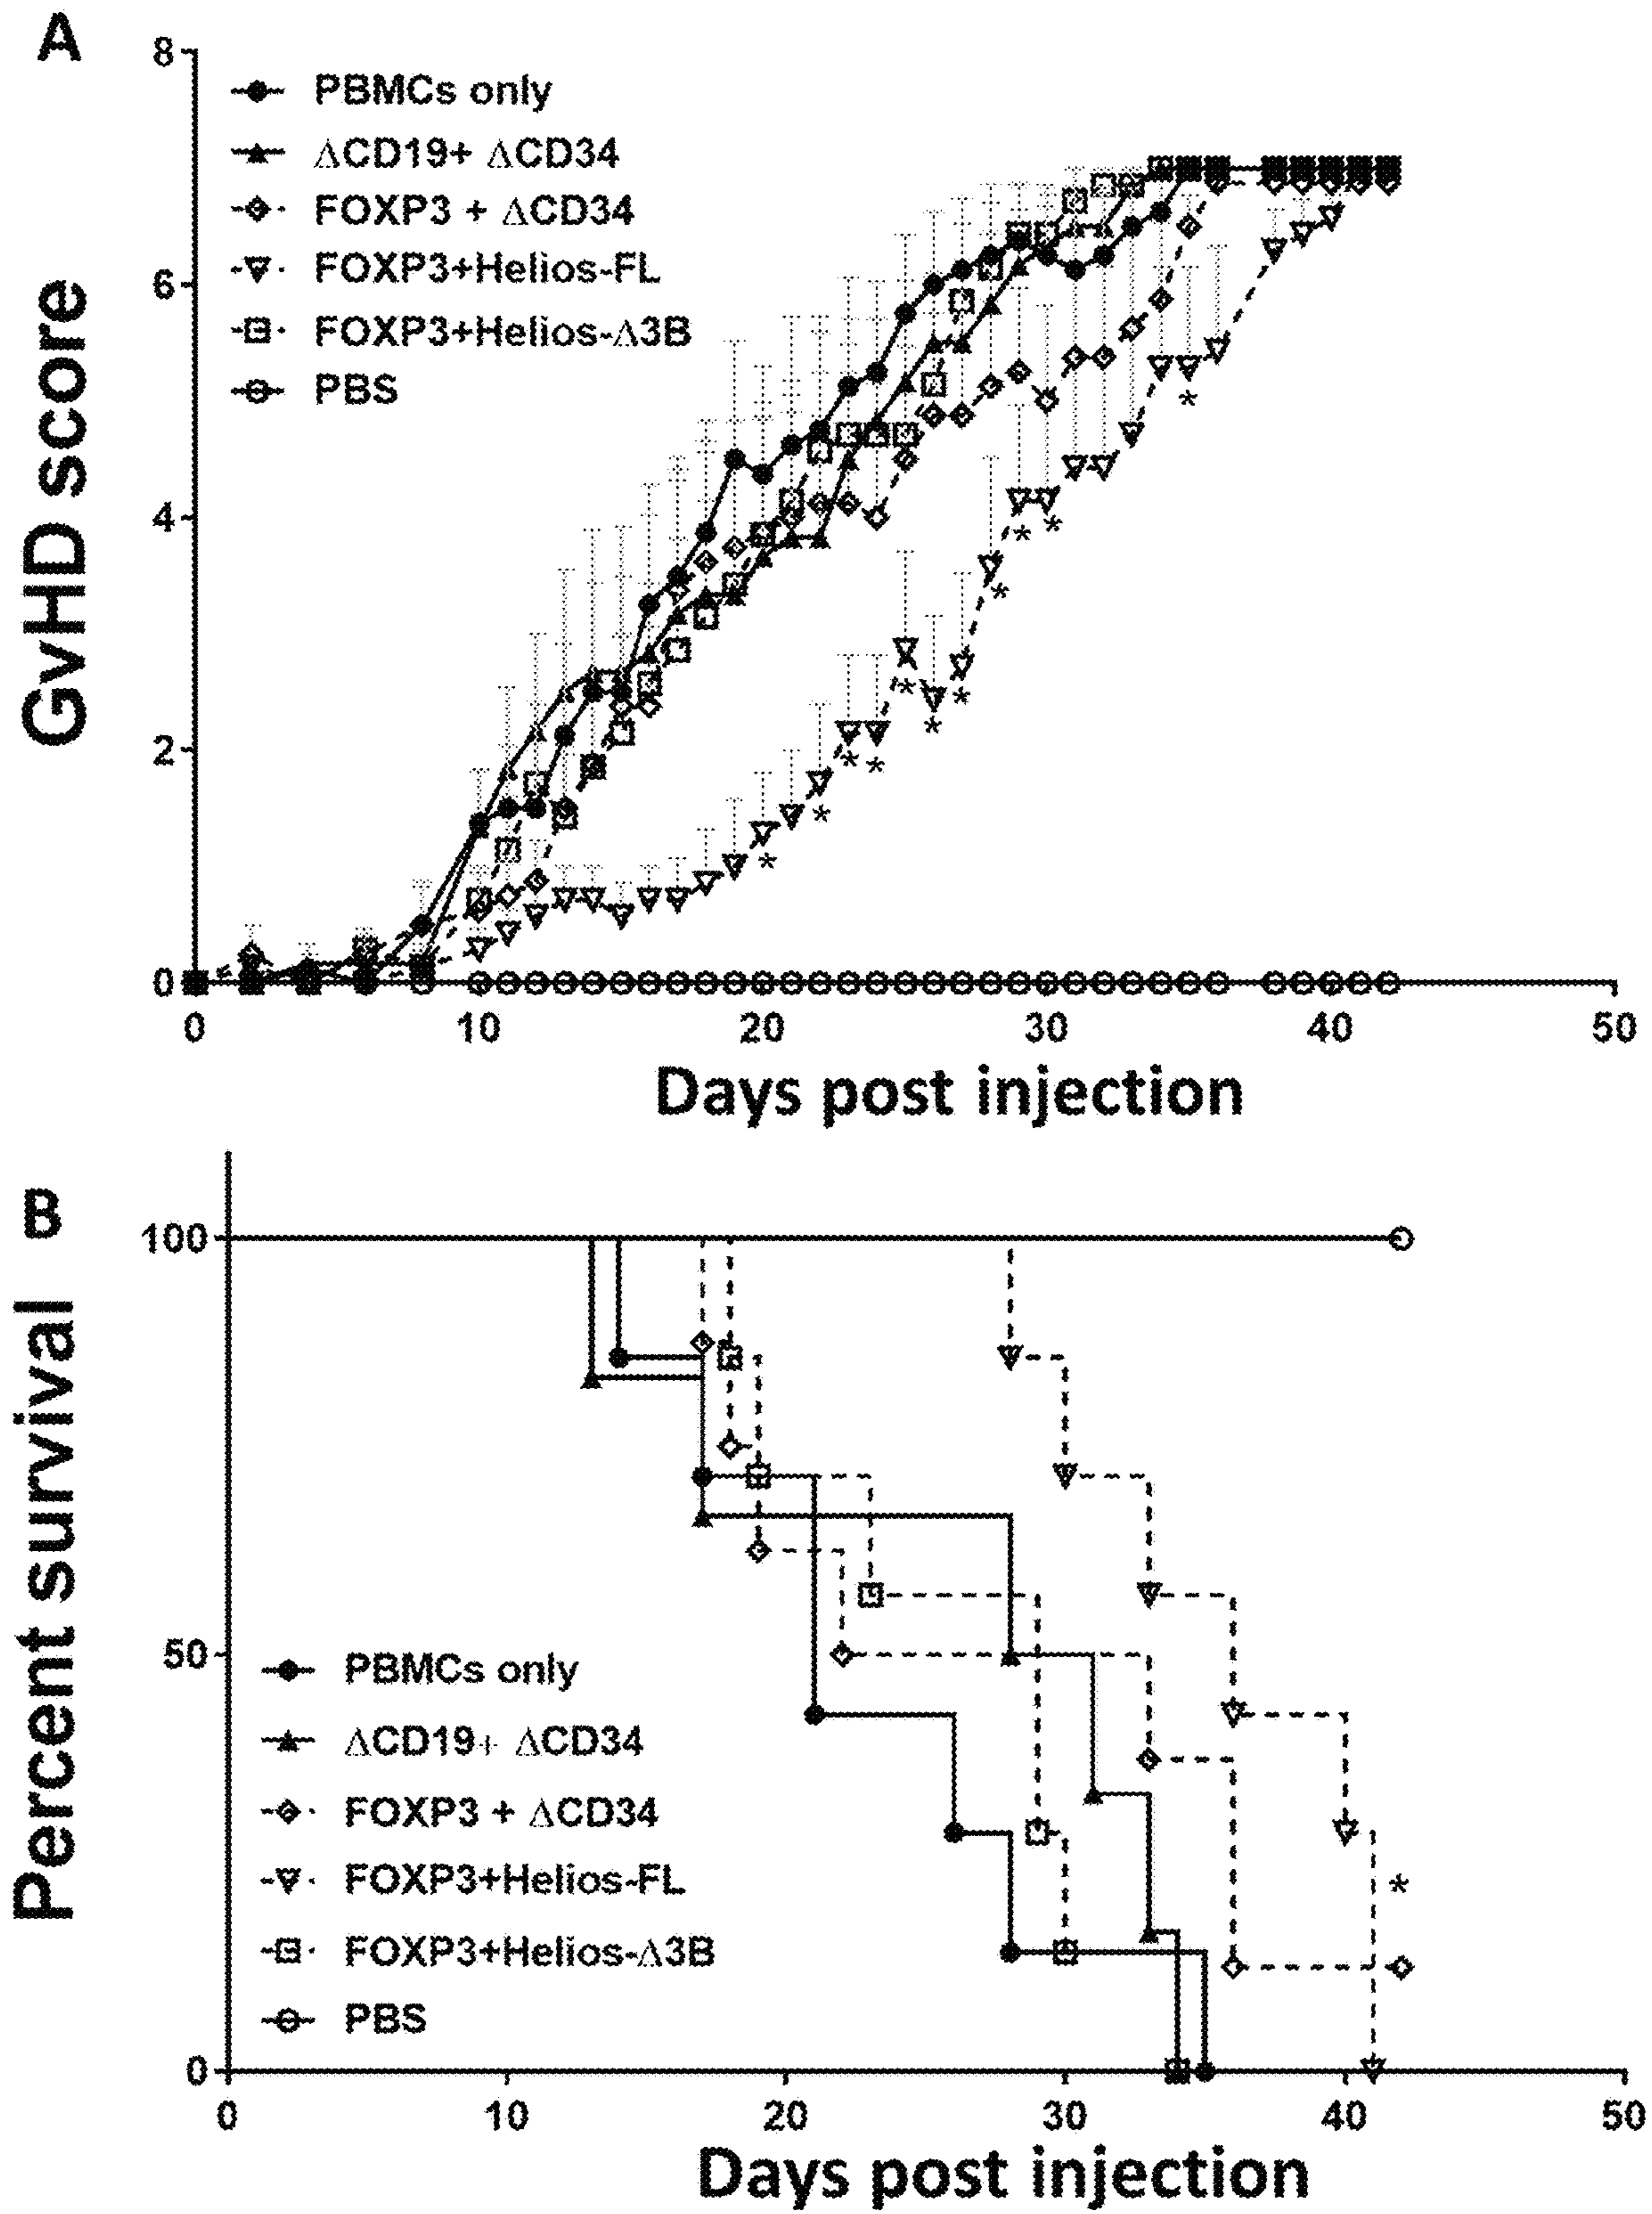 A
8
6
4
2
0
GvHD score
PBMCs only
ΔCD19+ ΔCD34
FOXP3 + ΔCD34
FOXP3+Helios-FL
FOXP3+Helios-Δ3B
PBS
* * * * * * * * * * *
0 10 20 30 40 50
Days post injection
B
100
50
0
Percent survival
PBMCs only
ΔCD19+ ΔCD34
FOXP3 + ΔCD34
FOXP3+Helios-FL
FOXP3+Helios-Δ3B
PBS
*
0 10 20 30 40 50
Days post injection